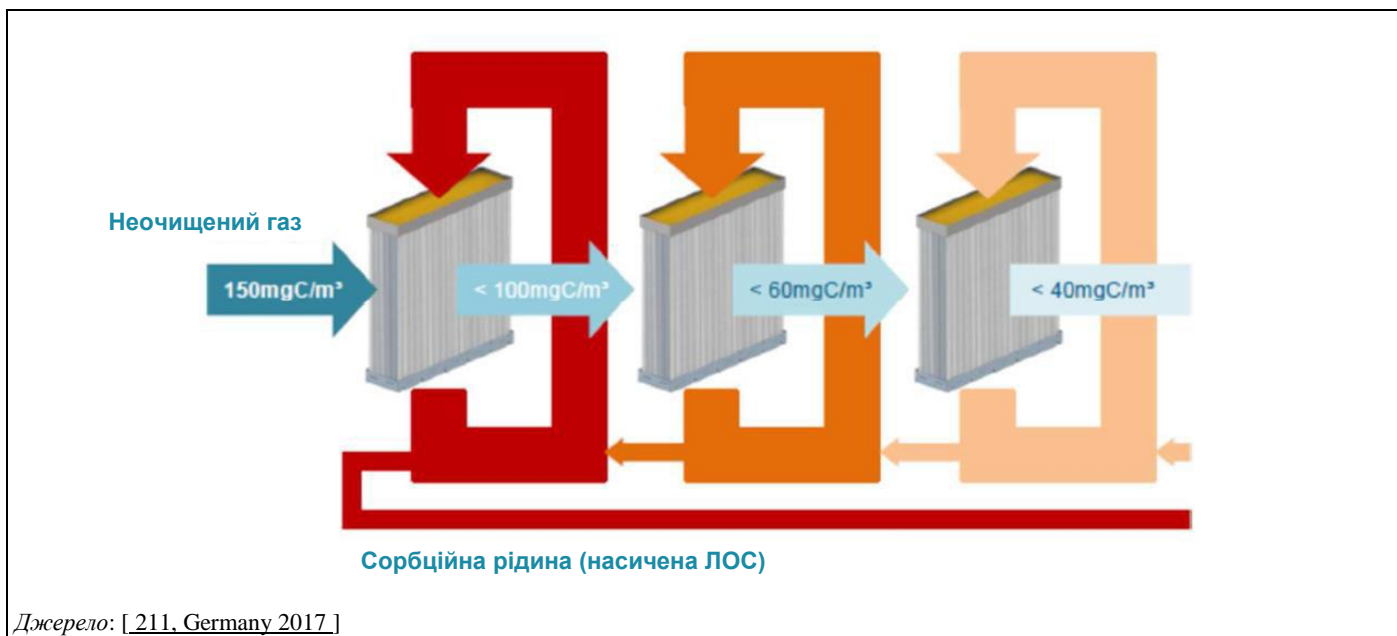 Неочищений газ
150mgC/m³
< 100mgC/m³
< 60mgC/m³
< 40mgC/m³
Сорбційна рідина (насичена ЛОС)
Джерело: [ 211, Germany 2017 ]